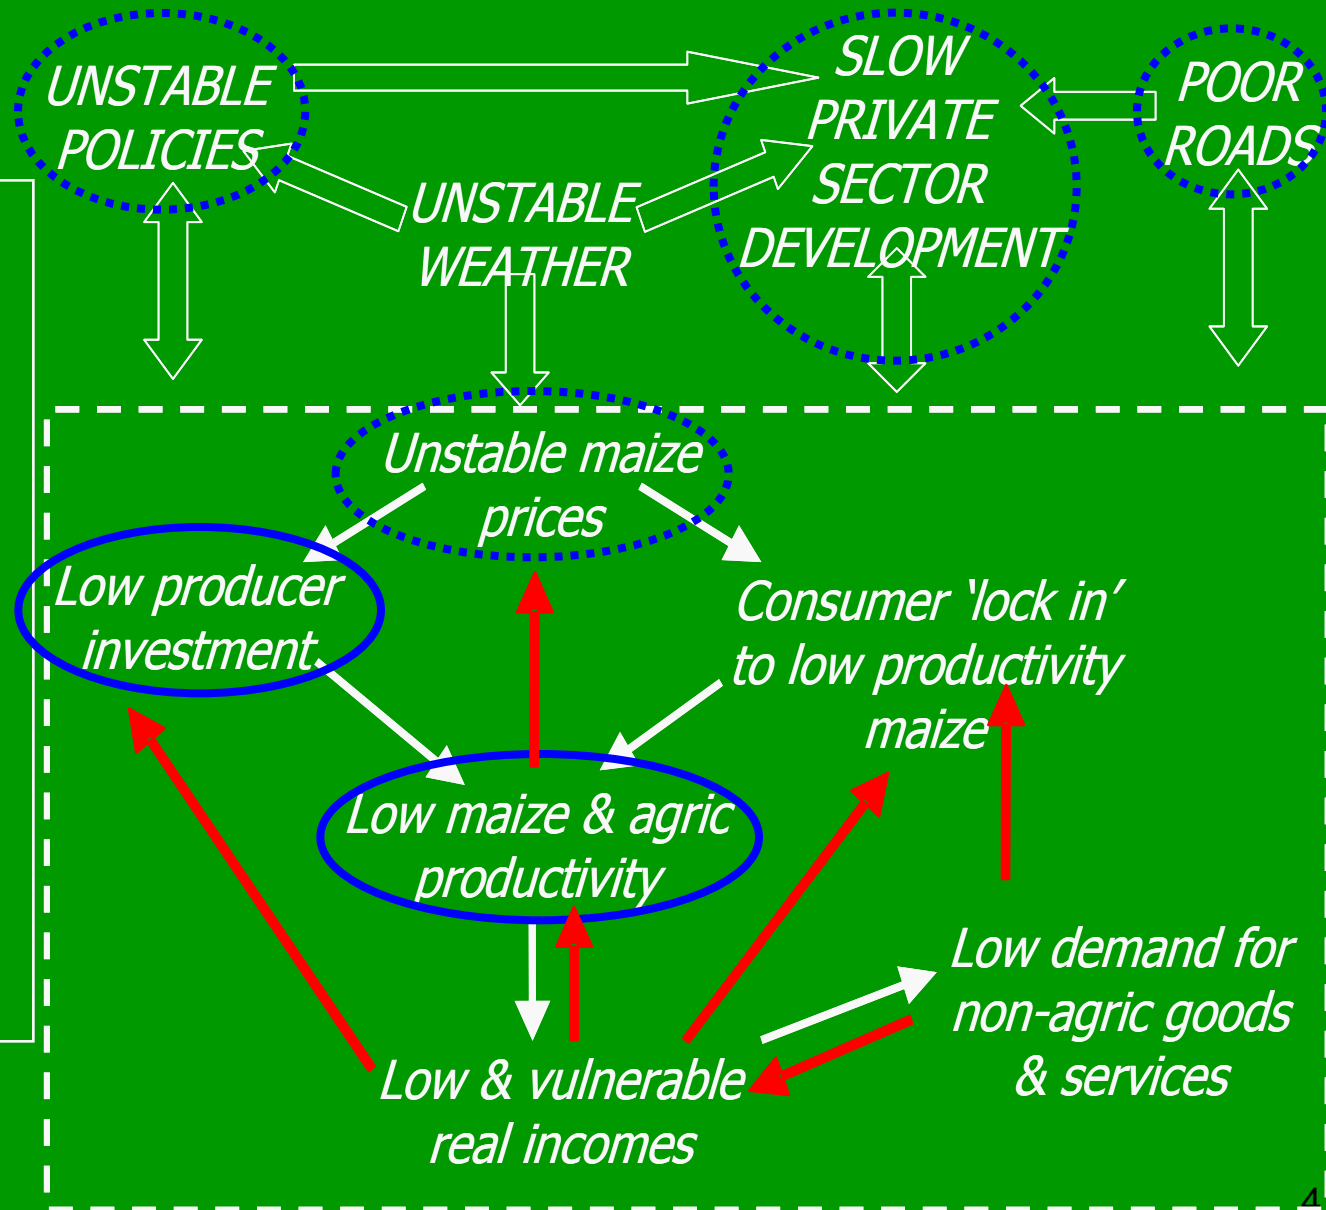 UNSTABLE
POLICIES
SLOW
PRIVATE
SECTOR
DEVELOPMENT
POOR
ROADS
UNSTABLE
WEATHER
Unstable maize
prices
Low producer
investment
Consumer ‘lock in’
to low productivity
maize
Low maize & agric
productivity
Low demand for
non-agric goods
& services
Low & vulnerable
real incomes
4